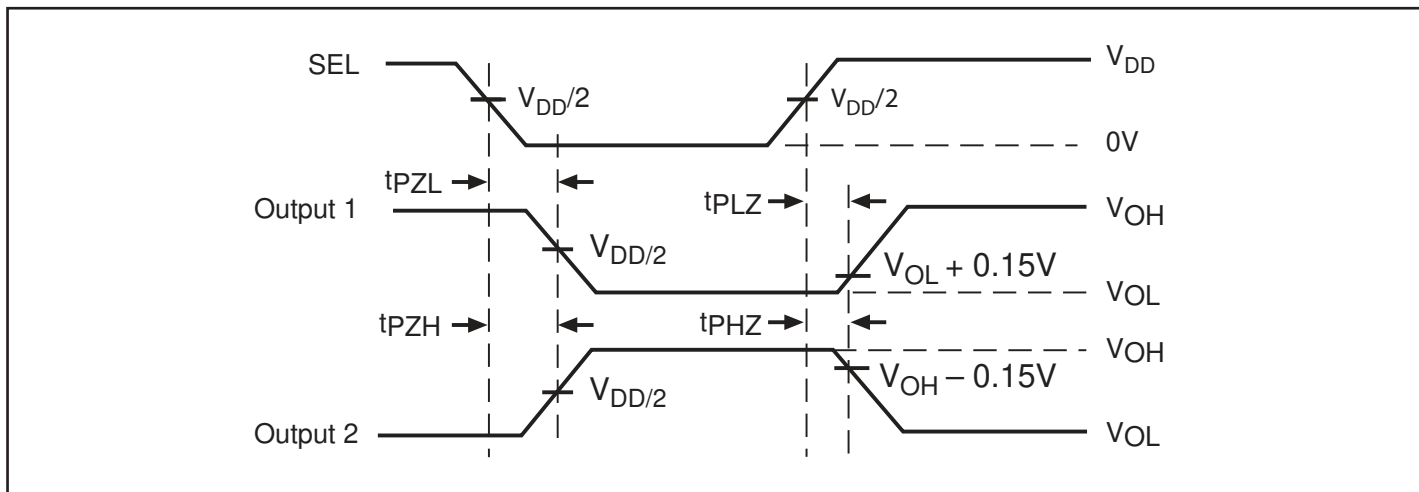 SEL
VDD/2
VDD/2
VDD
0V
tPZL
tPLZ
Output 1
VDD/2
VOH
VOL + 0.15V
VOL
tPZH
tPHZ
VOH
VDD/2
VOH – 0.15V
Output 2
VOL